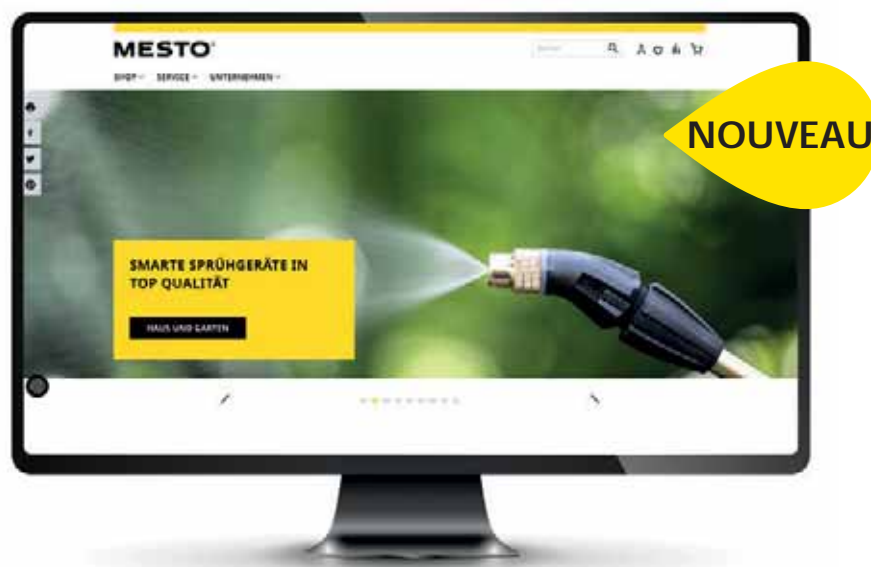 MESTO®
SHOP SERVICE UNTERNEHMEN
NOUVEAU
SMARTE SPRÜHGERÄTE IN
TOP QUALITÄT
HAUS UND GARTEN